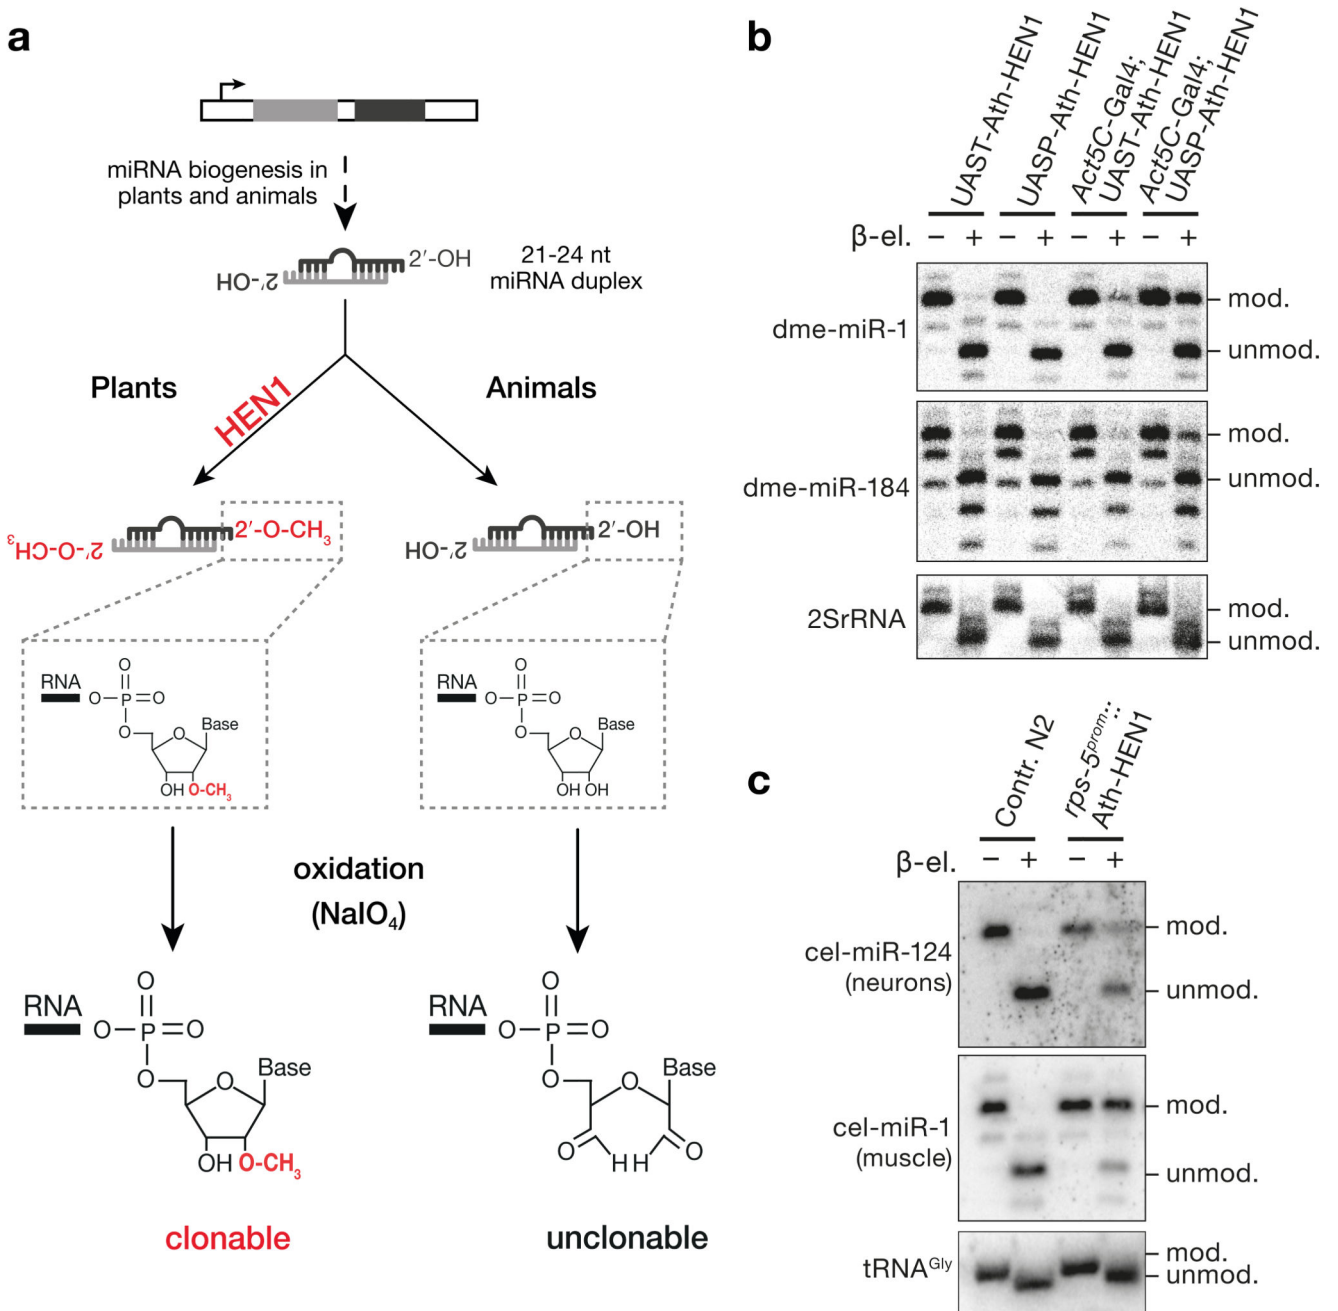 a
miRNA biogenesis in
plants and animals
2′-OH
2′-OH
21-24 nt
miRNA duplex
Plants
HEN1
Animals
2′-O-CH3
2′-O-CH3
2′-OH
2′-OH
RNA
O
O
P
O
O
O
Base
OH O-CH3
RNA
O
O
P
O
O
O
Base
OH OH
oxidation
(NaIO4)
RNA
O
O
P
O
O
O
Base
OH O-CH3
RNA
O
O
P
O
O
O
Base
O
H H
O
clonable
unclonable
b
UAST-Ath-HEN1
UASP-Ath-HEN1
Act5C-Gal4;
UAST-Ath-HEN1
Act5C-Gal4;
UASP-Ath-HEN1
β-el. − + − + − + − +
dme-miR-1
mod.
unmod.
dme-miR-184
mod.
unmod.
2SrRNA
mod.
unmod.
c
Contr. N2
rps-5prom::
Ath-HEN1
β-el. − + − +
cel-miR-124
(neurons)
mod.
unmod.
cel-miR-1
(muscle)
mod.
unmod.
tRNAGly
mod.
unmod.